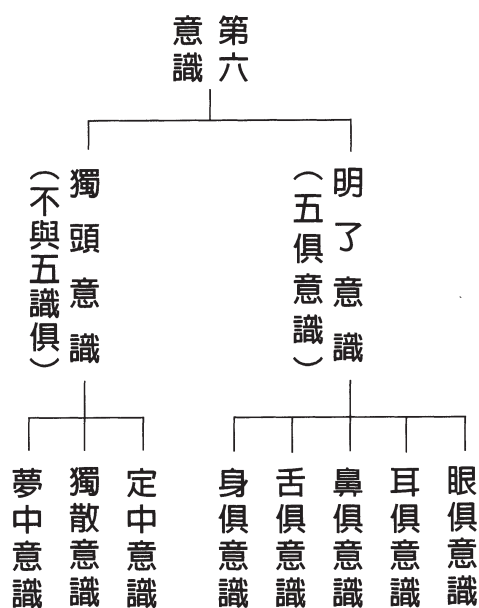 第六
意識
明了意識
（五俱意識）
獨頭意識
（不與五識俱）
眼俱意識
耳俱意識
鼻俱意識
舌俱意識
身俱意識
定中意識
獨散意識
夢中意識